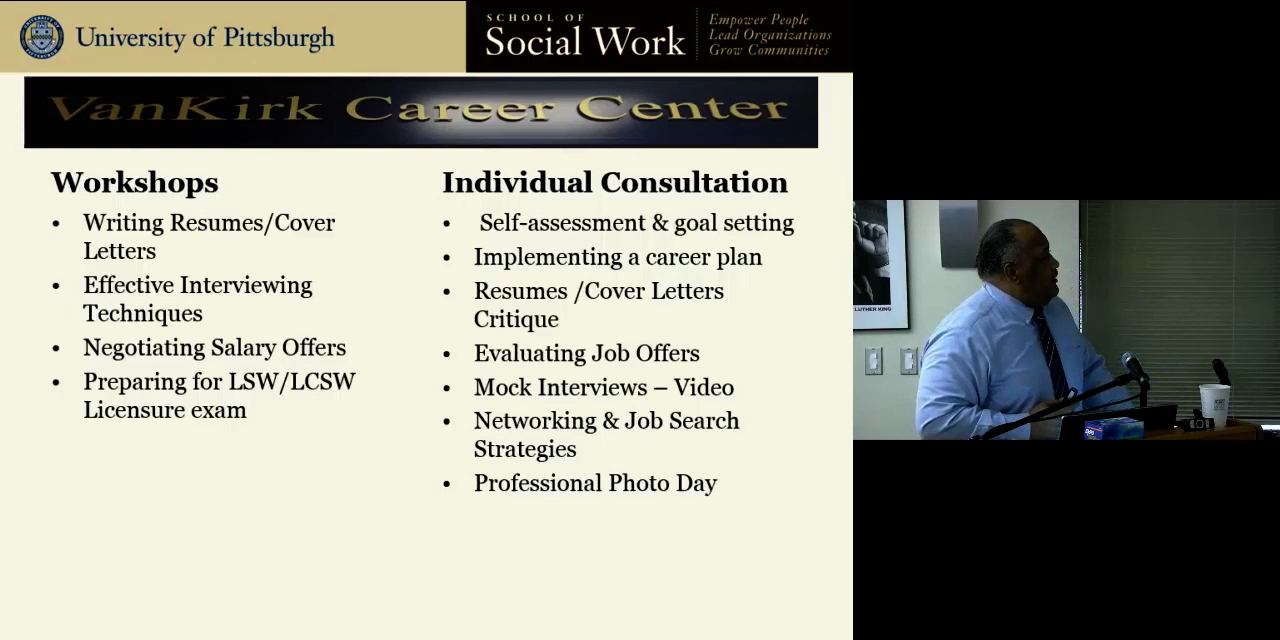 University of Pittsburgh
SCHOOL OF
Social Work
Empower People
Lead Organizations
Grow Communities
VanKirk Career Center
Workshops
• Writing Resumes/Cover
Letters
• Effective Interviewing
Techniques
• Negotiating Salary Offers
• Preparing for LSW/LCSW
Licensure exam
Individual Consultation
• Self-assessment & goal setting
• Implementing a career plan
• Resumes /Cover Letters
Critique
• Evaluating Job Offers
• Mock Interviews – Video
• Networking & Job Search
Strategies
• Professional Photo Day
LUTHER KING